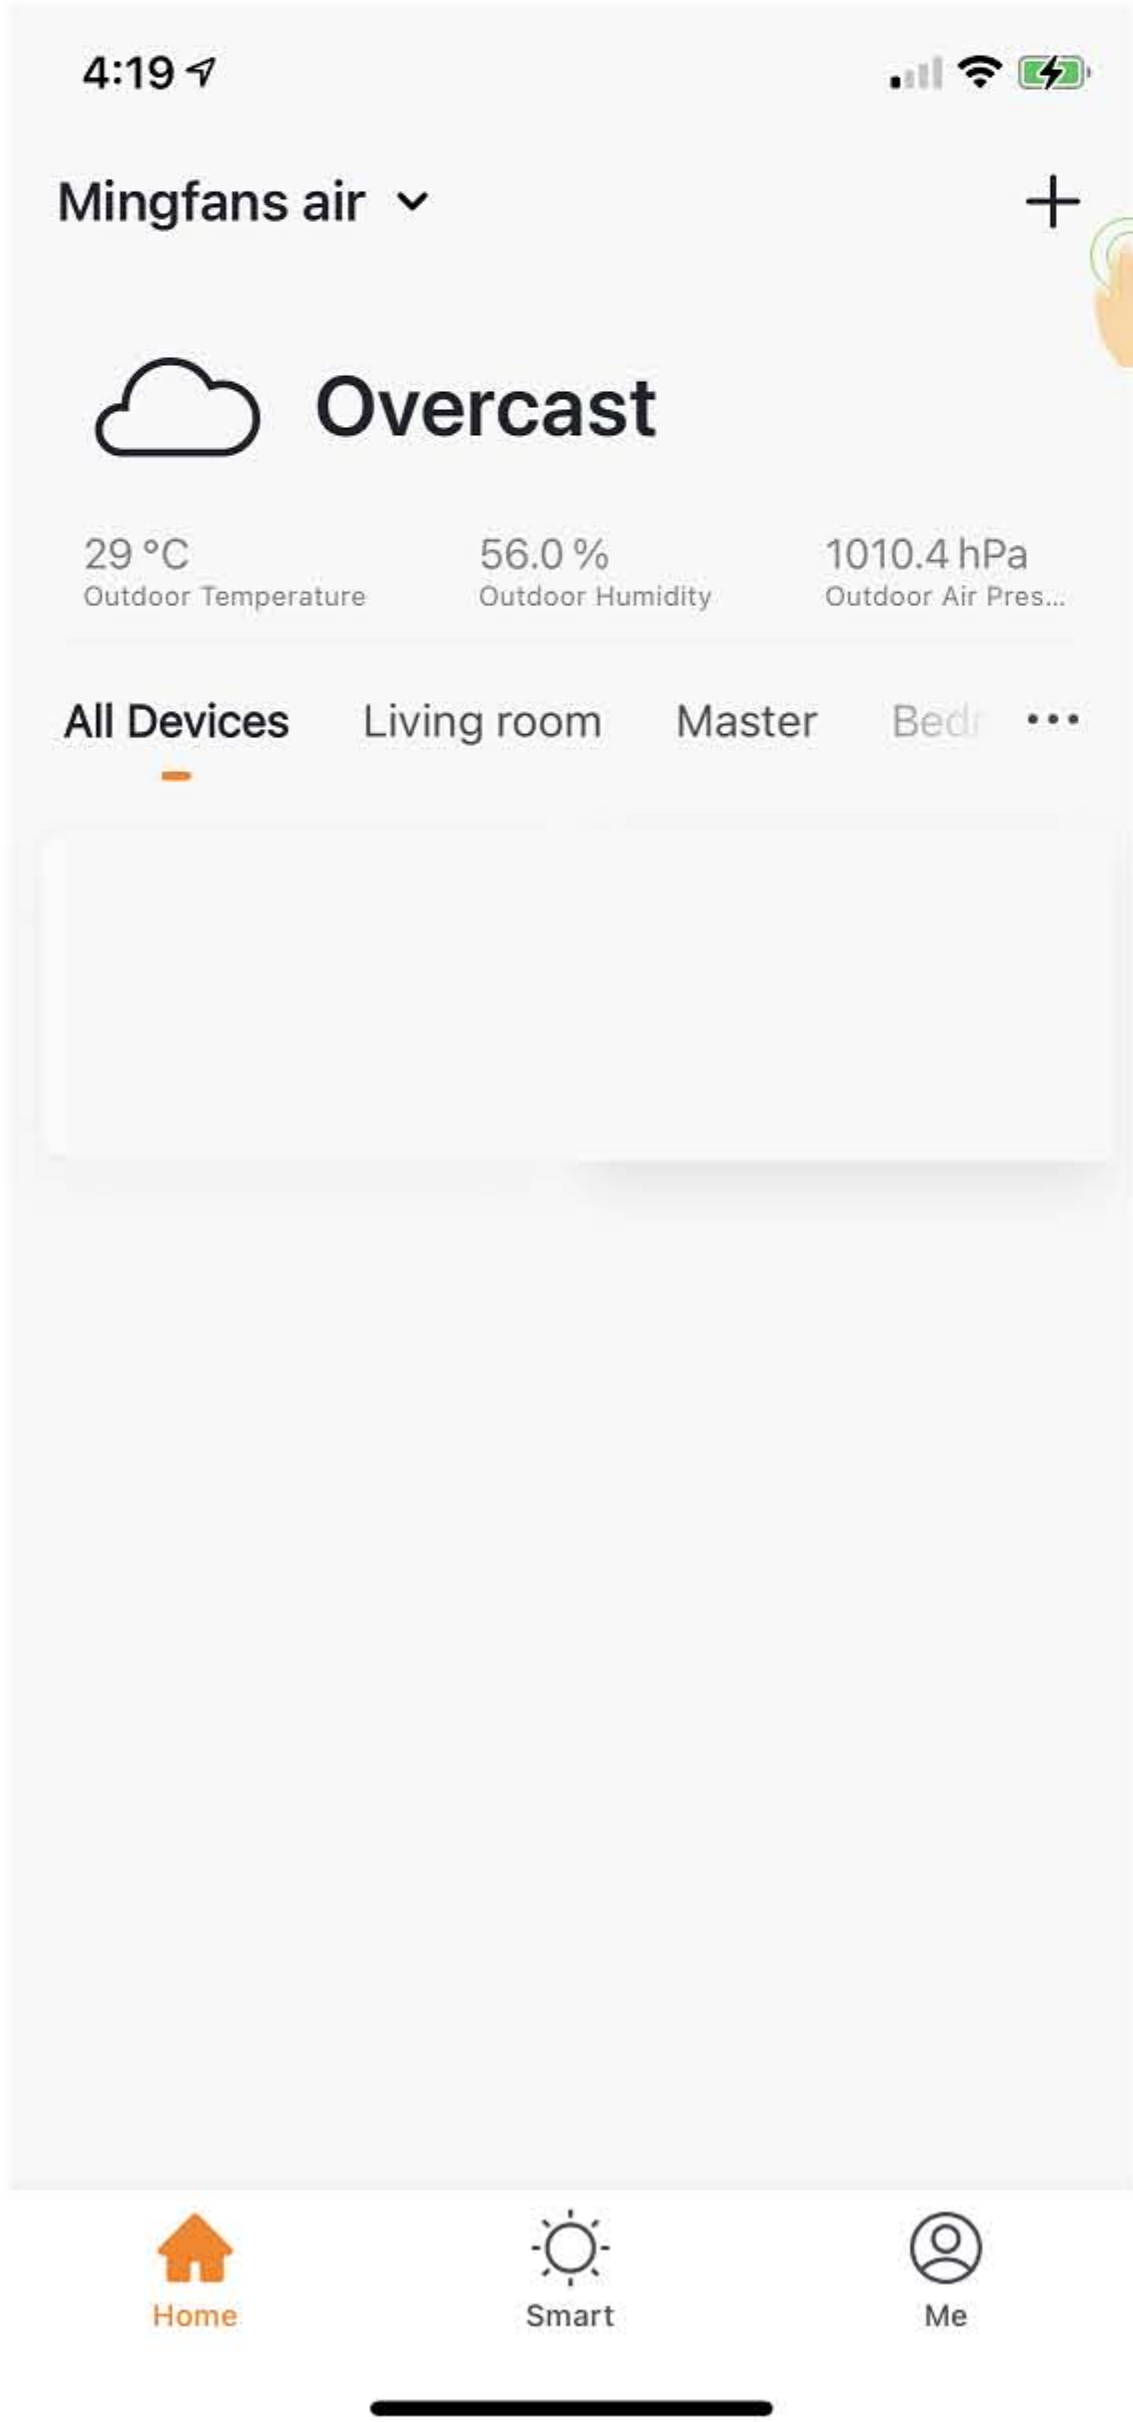 4:19
Mingfans air
Overcast
29 °C
56.0 %
1010.4 hPa
Outdoor Temperature
Outdoor Humidity
Outdoor Air Pres...
All Devices
Living room
Master
Bedr
Home
Smart
Me